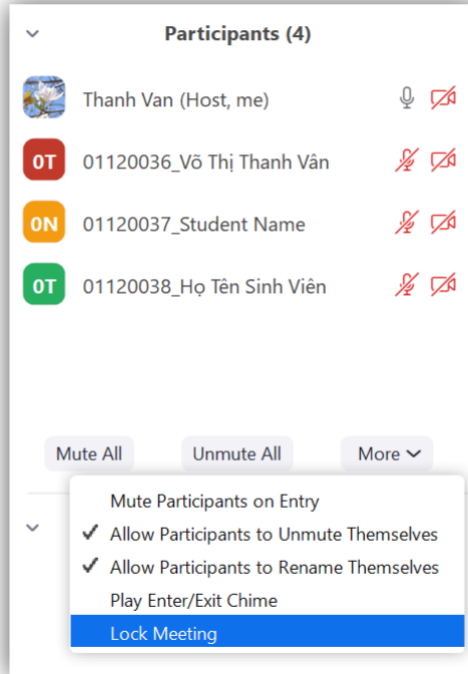 Participants (4)
Thanh Van (Host, me)
0T 01120036_Võ Thị Thanh Vân
0N 01120037_Student Name
0T 01120038_Họ Tên Sinh Viên
Mute All Unmute All More
Mute Participants on Entry
Allow Participants to Unmute Themselves
Allow Participants to Rename Themselves
Play Enter/Exit Chime
Lock Meeting